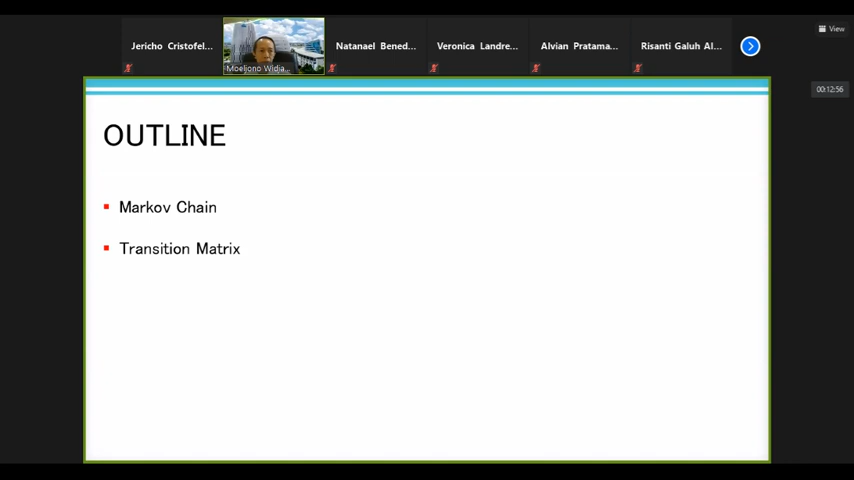 View
Jericho Cristofel...
Moeljono Widja...
Natanael Bened...
Veronica Landre...
Alvian Pratama...
Risanti Galuh Al...
00:12:56
OUTLINE
Markov Chain
Transition Matrix